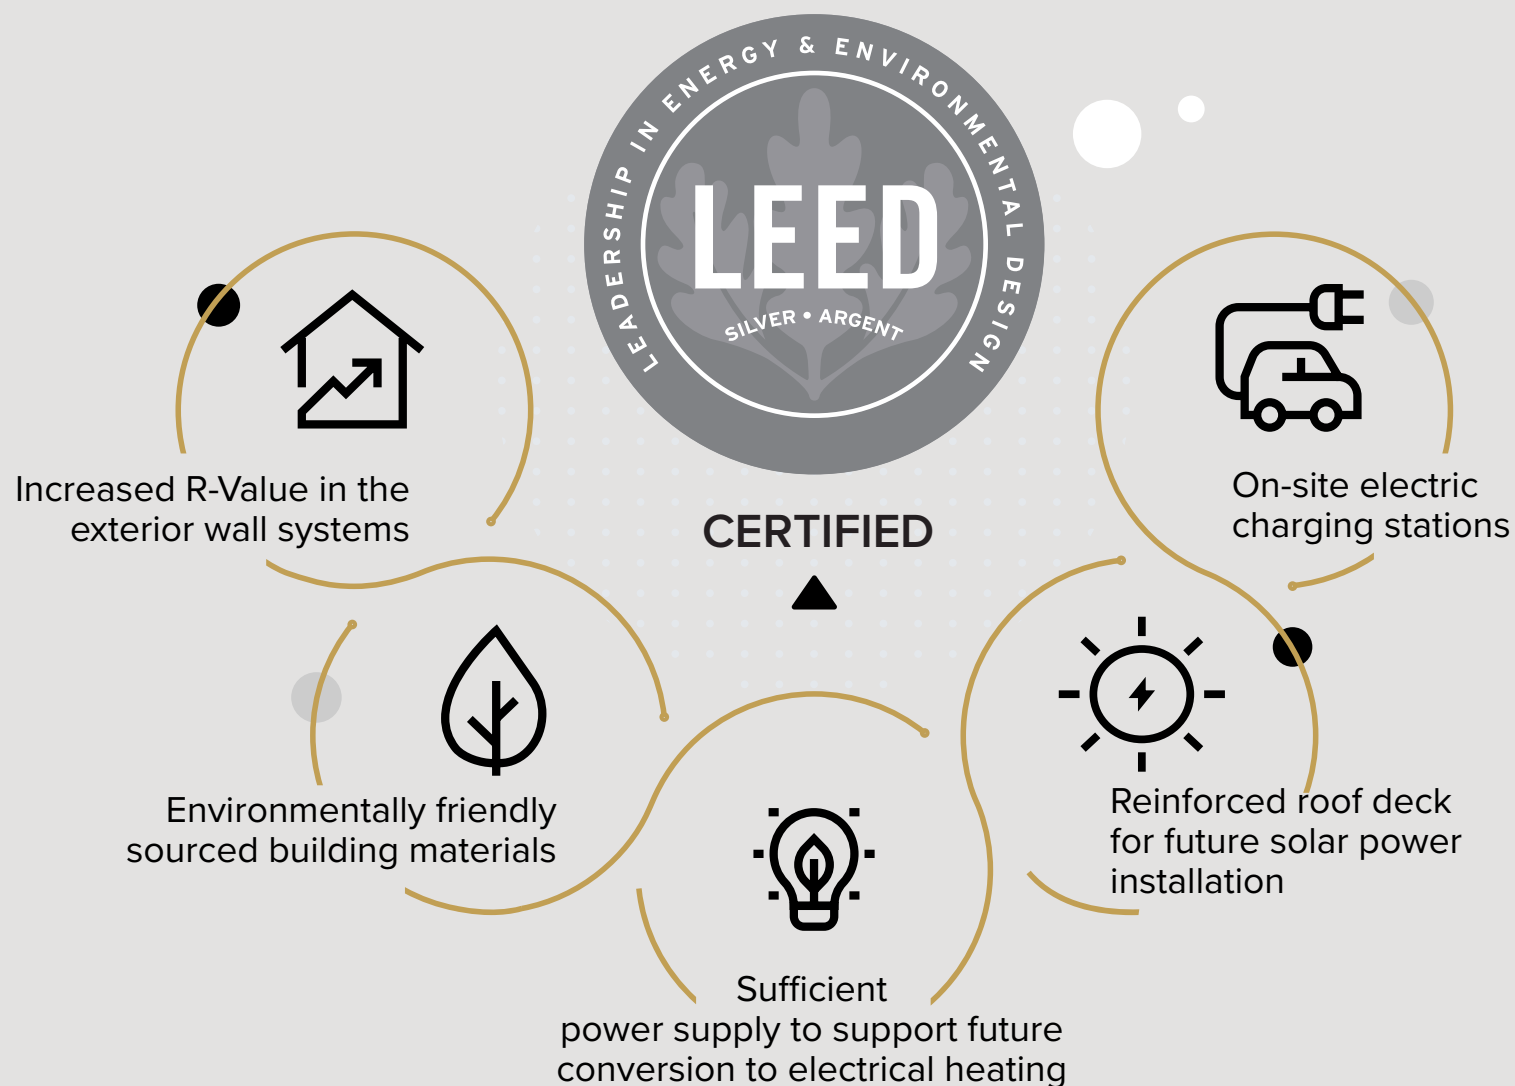 LEADERSHIP IN ENERGY & ENVIRONMENTAL DESIGN
LEED
SILVER • ARGENT
CERTIFIED
Increased R-Value in the
exterior wall systems
Environmentally friendly
sourced building materials
Sufficient
power supply to support future
conversion to electrical heating
Reinforced roof deck
for future solar power
installation
On-site electric
charging stations